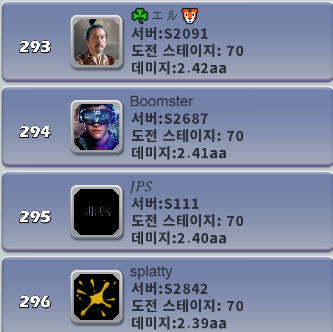 293
☘エル🐯
서버:S2091
도전 스테이지: 70
데미지:2.42aa
294
Boomster
서버:S2687
도전 스테이지: 70
데미지:2.41aa
295
JPS
서버:S111
도전 스테이지: 70
데미지:2.40aa
296
splatty
서버:S2842
도전 스테이지: 70
데미지:2.39aa